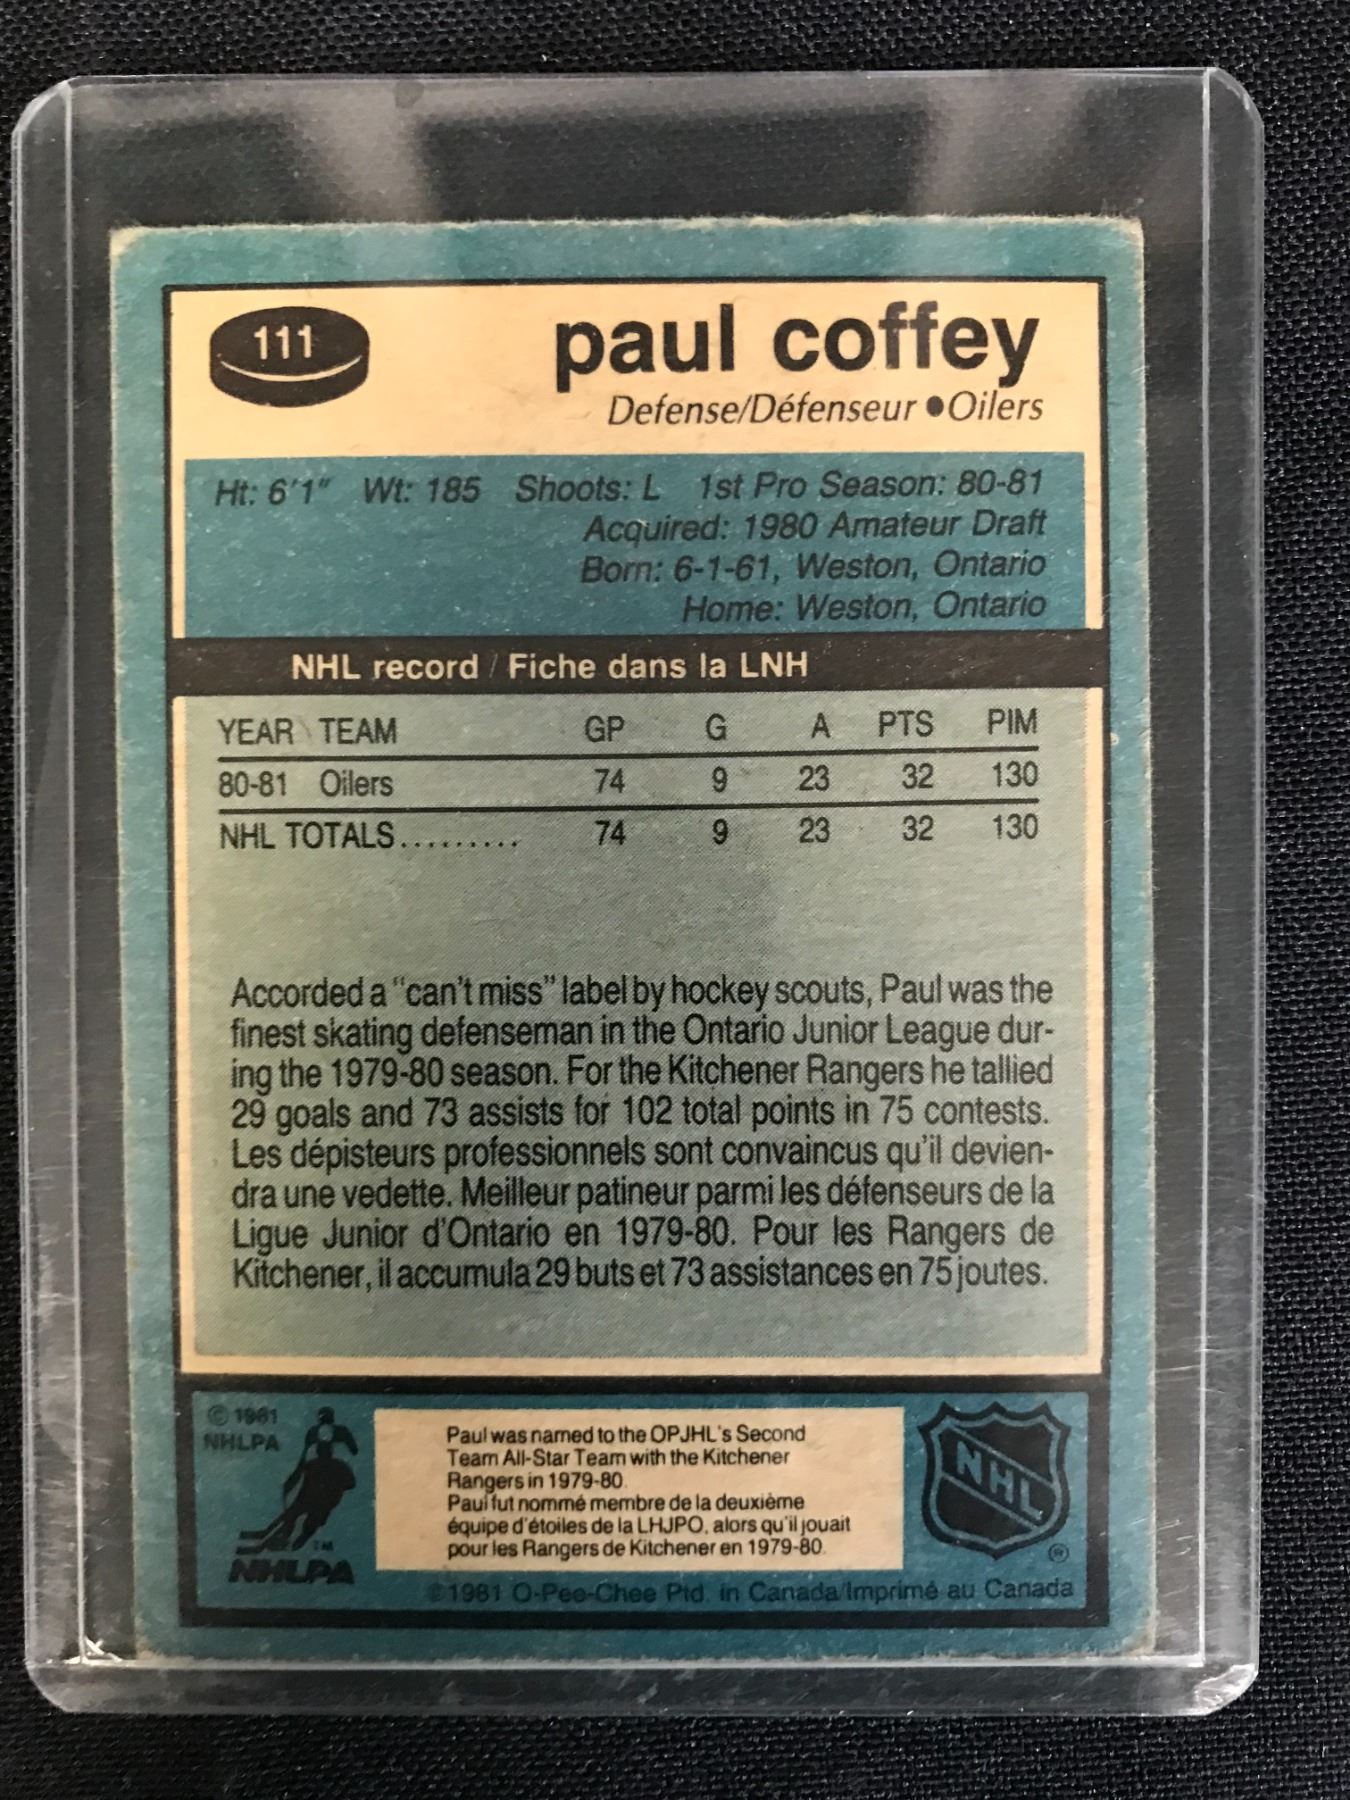 111
paul coffey
Defense/Défenseur ●Oilers
Ht: 6'1" Wt: 185 Shoots: L 1st Pro Season: 80-81
Acquired: 1980 Amateur Draft
Born: 6-1-61, Weston, Ontario
Home: Weston, Ontario
NHL record / Fiche dans la LNH
YEAR TEAM GP G A PTS PIM
80-81 Oilers 74 9 23 32 130
NHL TOTALS......... 74 9 23 32 130
Accorded a "can't miss" label by hockey scouts, Paul was the
finest skating defenseman in the Ontario Junior League dur-
ing the 1979-80 season. For the Kitchener Rangers he tallied
29 goals and 73 assists for 102 total points in 75 contests.
Les dépisteurs professionnels sont convaincus qu'il devien-
dra une vedette. Meilleur patineur parmi les défenseurs de la
Ligue Junior d'Ontario en 1979-80. Pour les Rangers de
Kitchener, il accumula 29 buts et 73 assistances en 75 joutes.
© 1981
NHLPA
TM
NHLPA
Paul was named to the OPJHL's Second
Team All-Star Team with the Kitchener
Rangers in 1979-80.
Paul fut nommé membre de la deuxième
équipe d'étoiles de la LHJPO, alors qu'il jouait
pour les Rangers de Kitchener en 1979-80.
NHL
®
© 1981 O-Pee-Chee Ptd. in Canada/Imprimé au Canada